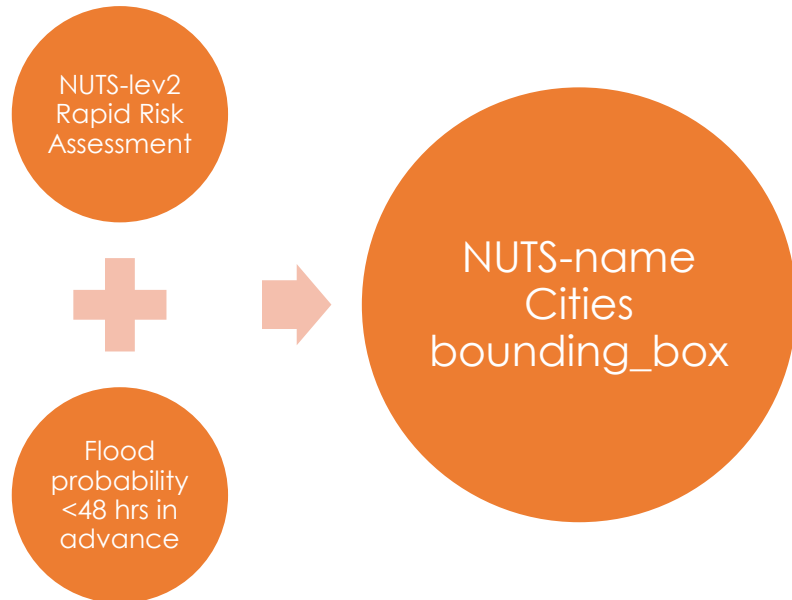 NUTS-lev2
Rapid Risk
Assessment
Flood
probability
<48 hrs in
advance
NUTS-name
Cities
bounding_box